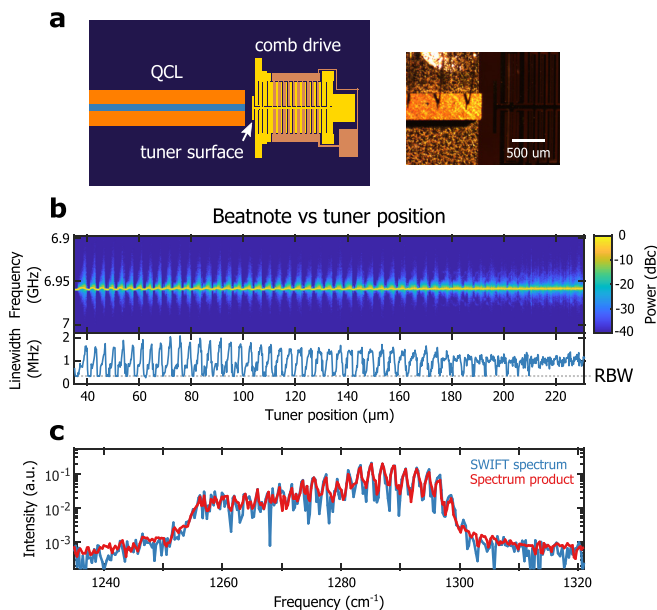 a
comb drive
QCL
tuner surface
500 um
b
Beatnote vs tuner position
6.9
6.95
7
Frequency
(GHz)
0
-10
-20
-30
-40
Power (dBc)
2
1
0
Linewidth
(MHz)
RBW
40 60 80 100 120 140 160 180 200 220
Tuner position (µm)
c
SWIFT spectrum
Spectrum product
10-1
10-2
10-3
Intensity (a.u.)
1240 1260 1280 1300 1320
Frequency (cm-1)